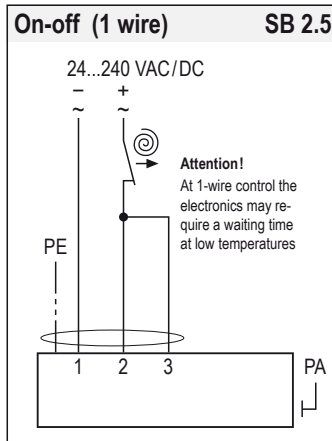 On-off (1 wire) SB 2.5
24...240 VAC/DC
– +
~ ~
Attention!
At 1-wire control the
electronics may re-
quire a waiting time
at low temperatures
PE
1 2 3 PA